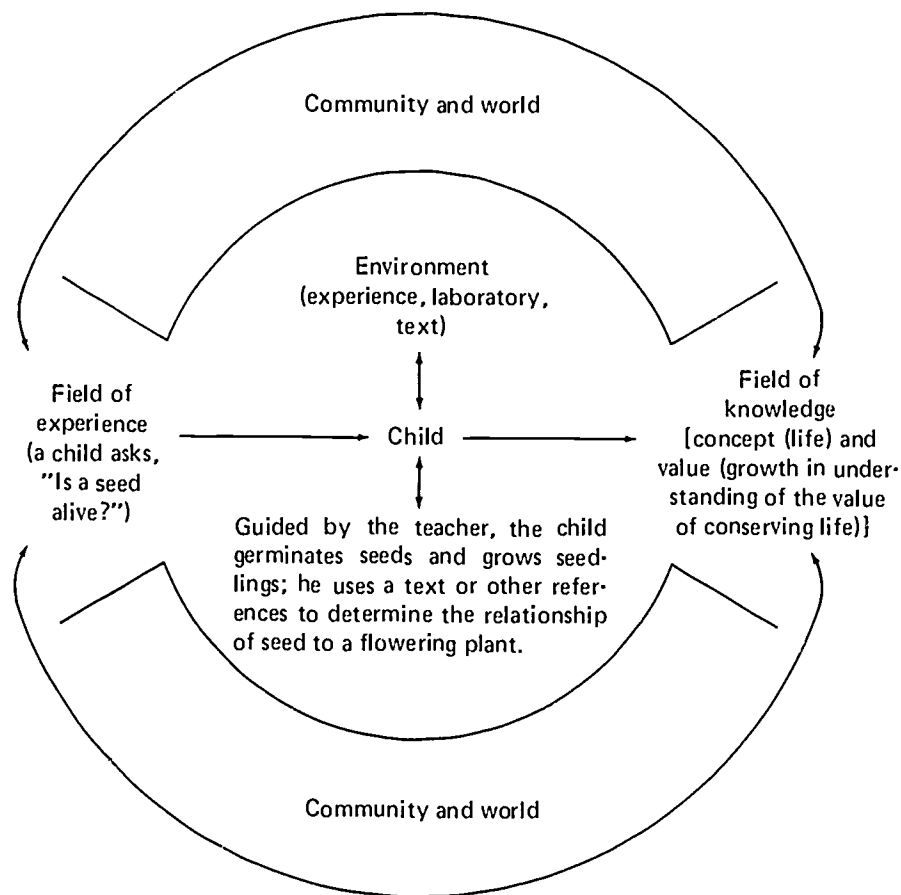 Community and world
Environment
(experience, laboratory,
text)
Field of
experience
(a child asks,
"Is a seed
alive?")
Child
Field of
knowledge
[concept (life) and
value (growth in under-
standing of the value
of conserving life)}
Guided by the teacher, the child
germinates seeds and grows seed-
lings; he uses a text or other refer-
ences to determine the relationship
of seed to a flowering plant.
Community and world